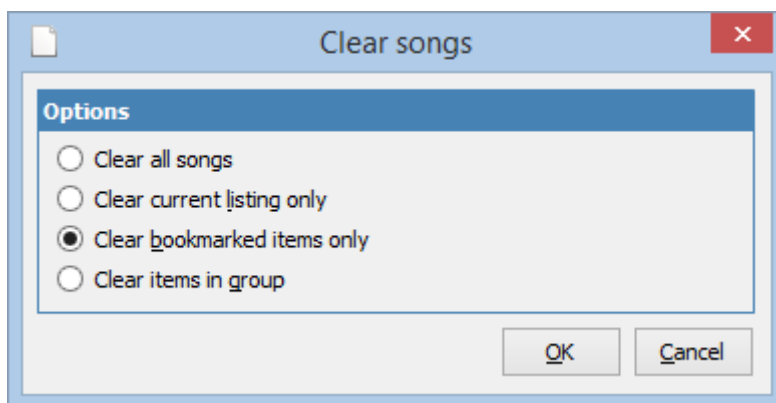 Clear songs
Options
Clear all songs
Clear current listing only
Clear bookmarked items only
Clear items in group
OK Cancel